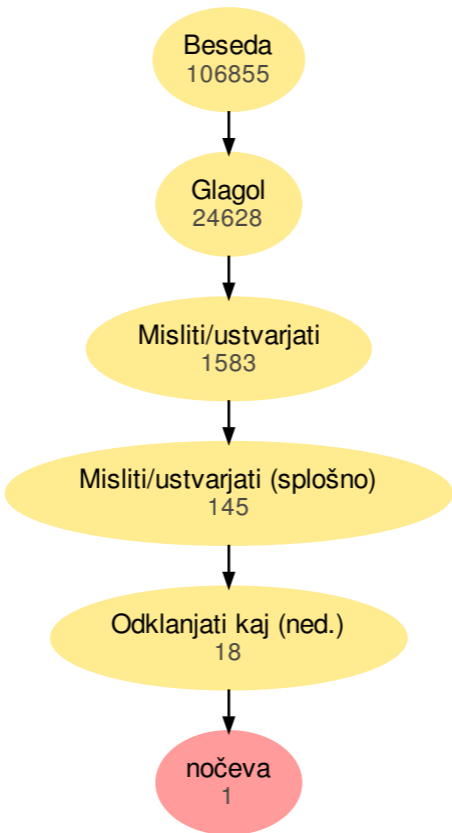 Beseda
106855
Glagol
24628
Misliti/ustvarjati
1583
Misliti/ustvarjati (splošno)
145
Odklanjati kaj (ned.)
18
nočeva
1